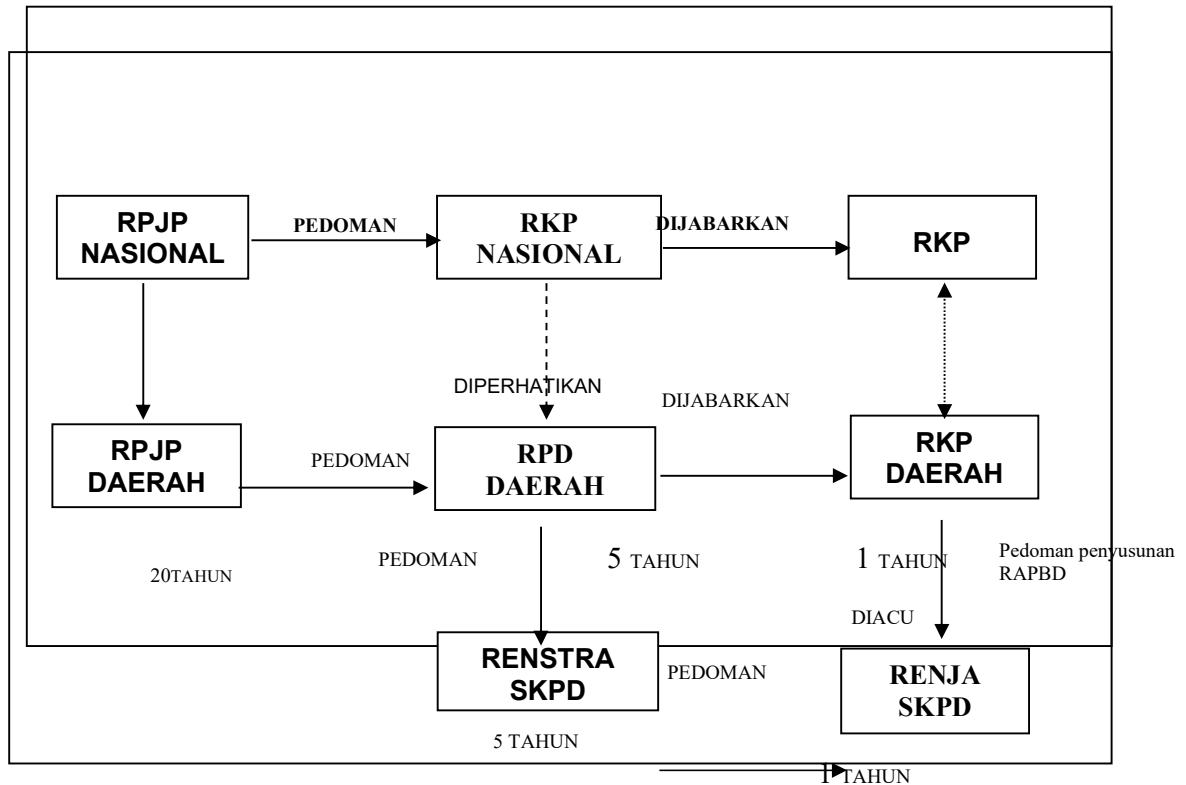 RPJP
NASIONAL
PEDOMAN
RKP
NASIONAL
DIJABARKAN
RKP
DIPERHATIKAN
DIJABARKAN
RPJP
DAERAH
PEDOMAN
RPD
DAERAH
RKP
DAERAH
20TAHUN
PEDOMAN
5 TAHUN
1 TAHUN
Pedoman penyusunan
RAPBD
DIACU
RENSTRA
SKPD
PEDOMAN
RENJA
SKPD
5 TAHUN
1 TAHUN